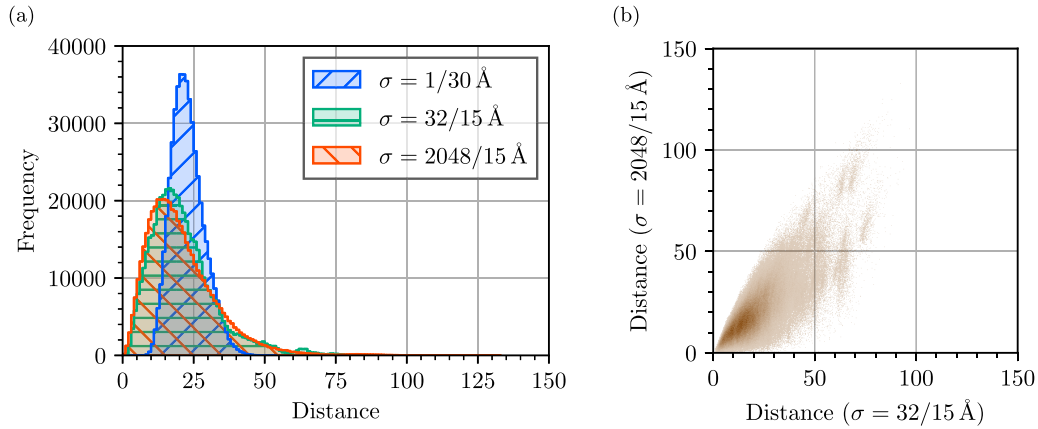 (a)
40000
30000
20000
10000
0
Frequency
σ = 1/30 Å
σ = 32/15 Å
σ = 2048/15 Å
0 25 50 75 100 125 150
Distance
(b)
150
100
50
0
Distance (σ = 2048/15 Å)
0 50 100 150
Distance (σ = 32/15 Å)